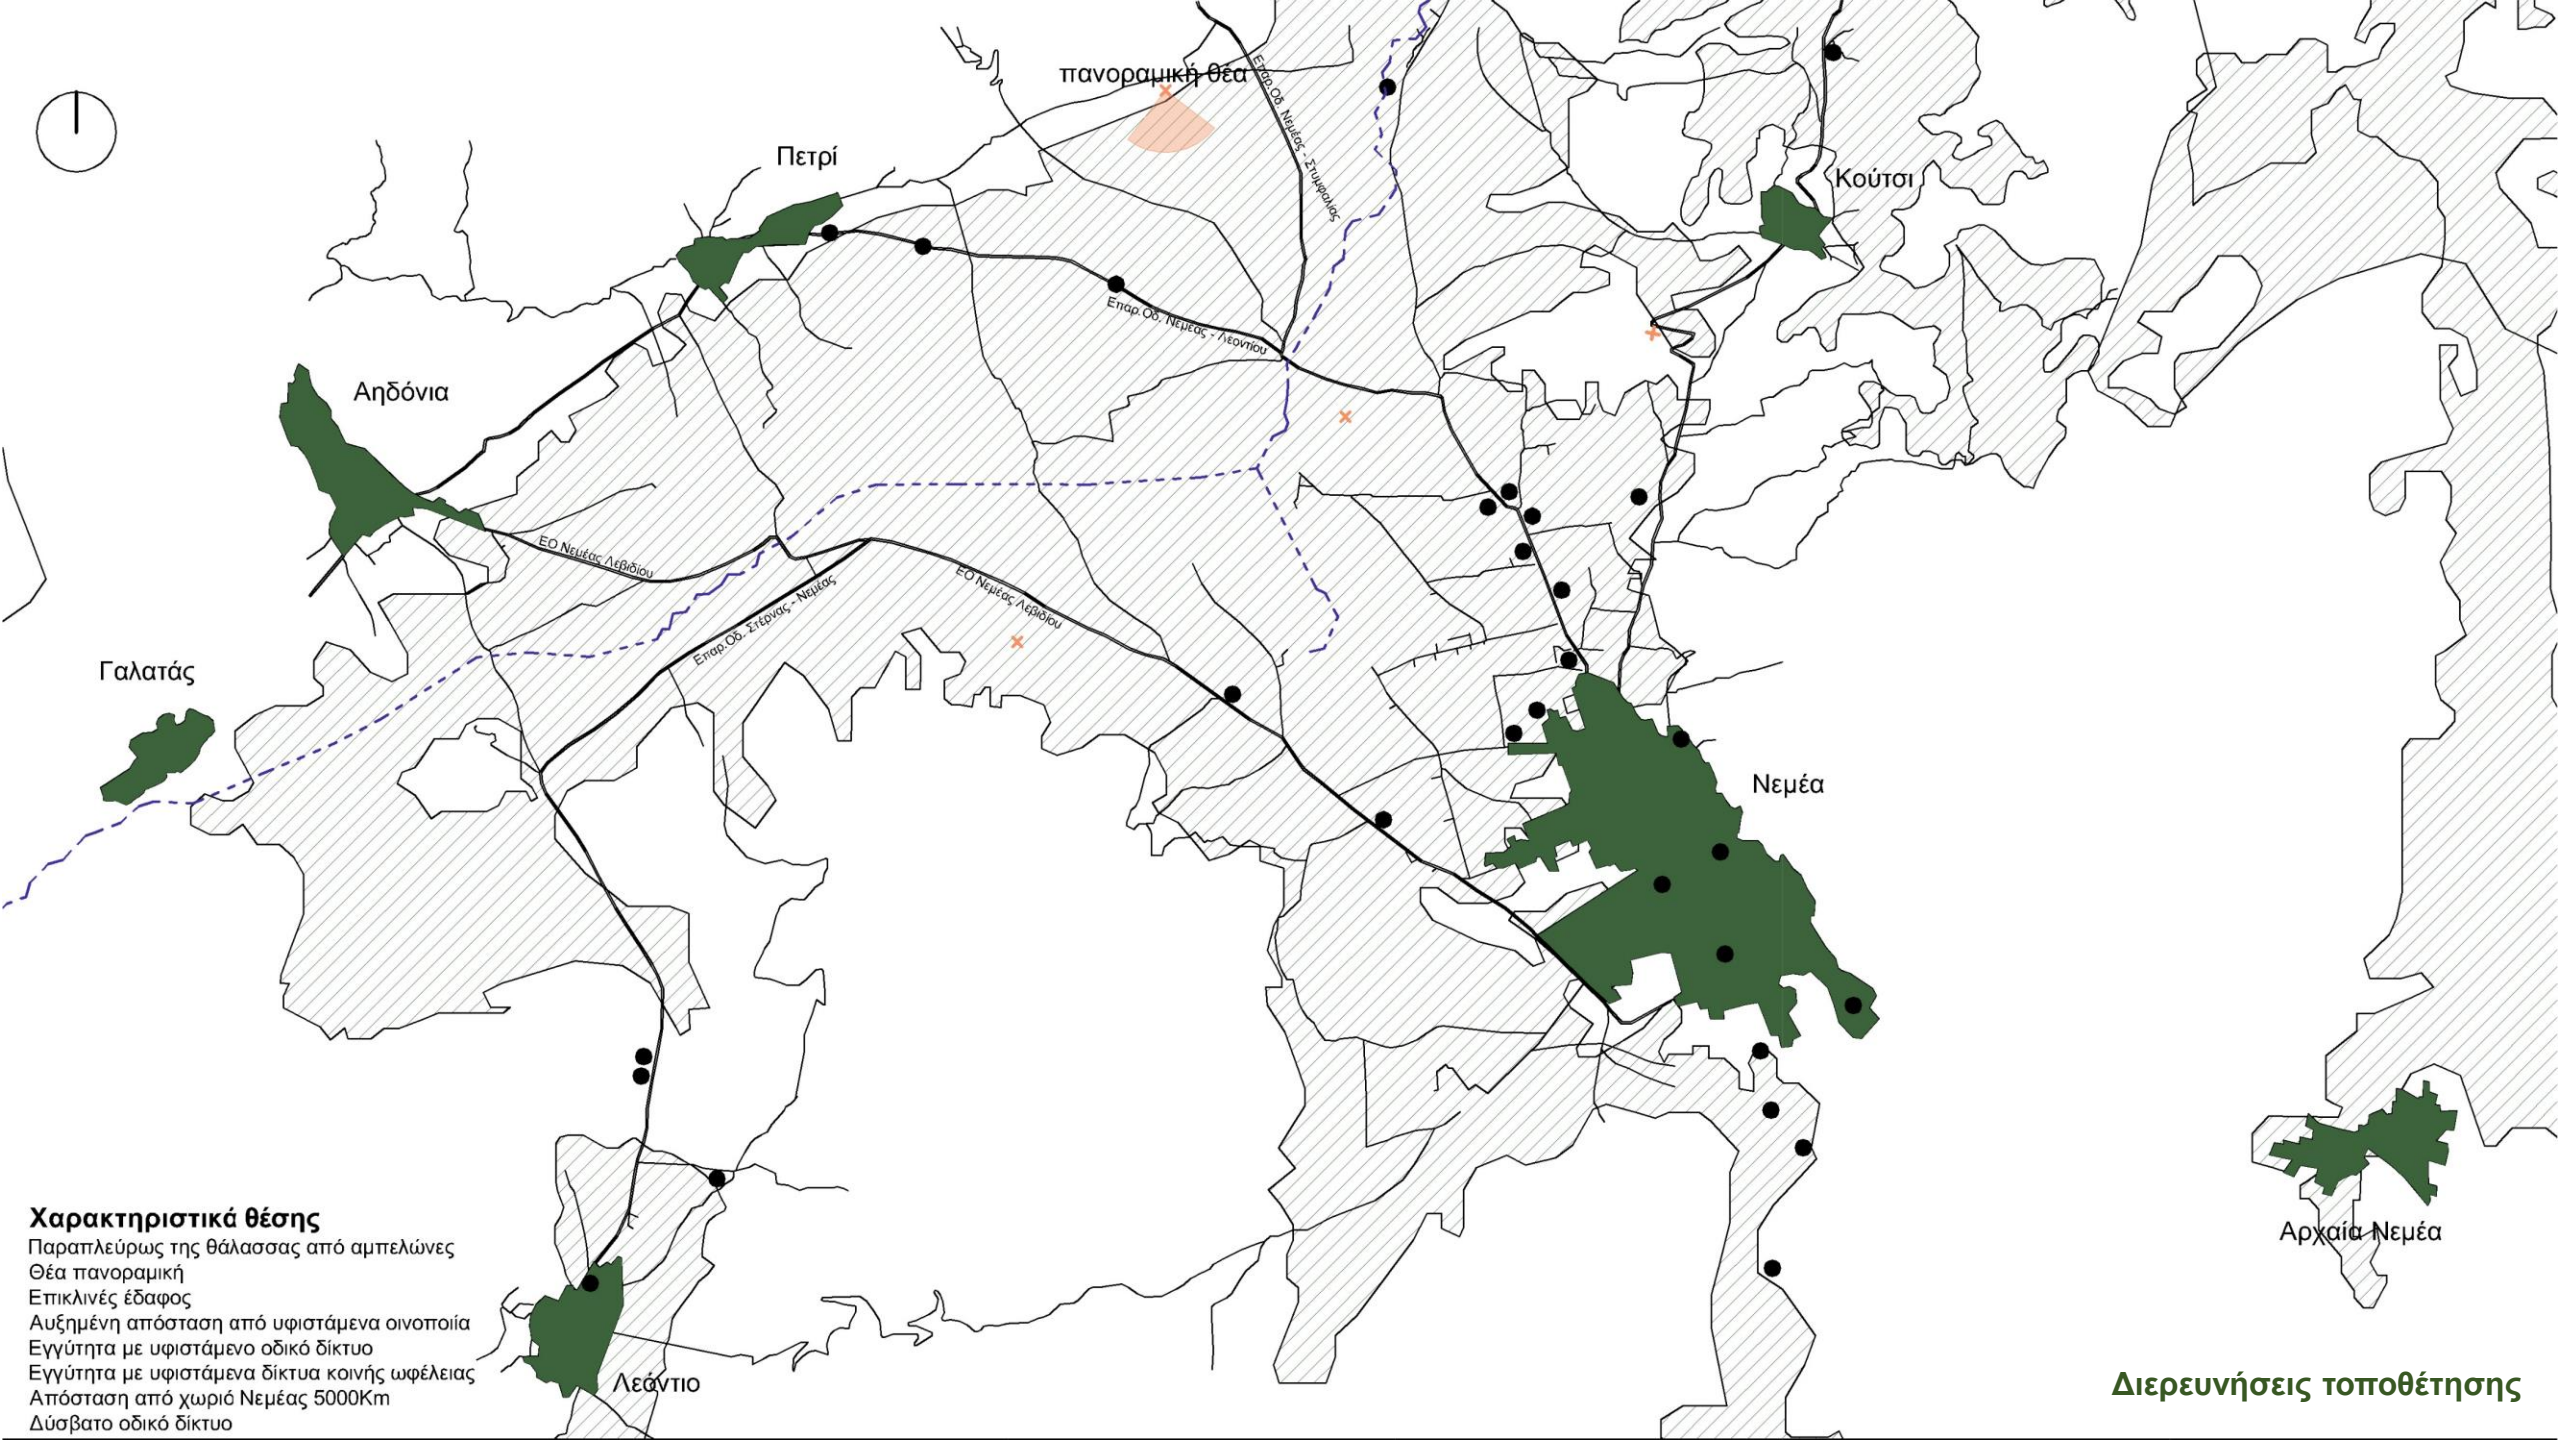 πανοραμική θέα
Επαρ.Οδ. Νεμέας - Στυμφαλίας
Πετρί
Κούτσι
Επαρ.Οδ. Νεμέας - Λεοντίου
Αηδόνια
ΕΟ Νεμέας Λεβιδίου
ΕΟ Νεμέας Λεβιδίου
Επαρ.Οδ. Στέρνας - Νεμέας
Γαλατάς
Νεμέα
Αρχαία Νεμέα
Χαρακτηριστικά θέσης
Παραπλεύρως της θάλασσας από αμπελώνες
Θέα πανοραμική
Επικλινές έδαφος
Αυξημένη απόσταση από υφιστάμενα οινοποιία
Εγγύτητα με υφιστάμενο οδικό δίκτυο
Εγγύτητα με υφιστάμενα δίκτυα κοινής ωφέλειας
Απόσταση από χωριό Νεμέας 5000Km
Δύσβατο οδικό δίκτυο
Λεόντιο
Διερευνήσεις τοποθέτησης